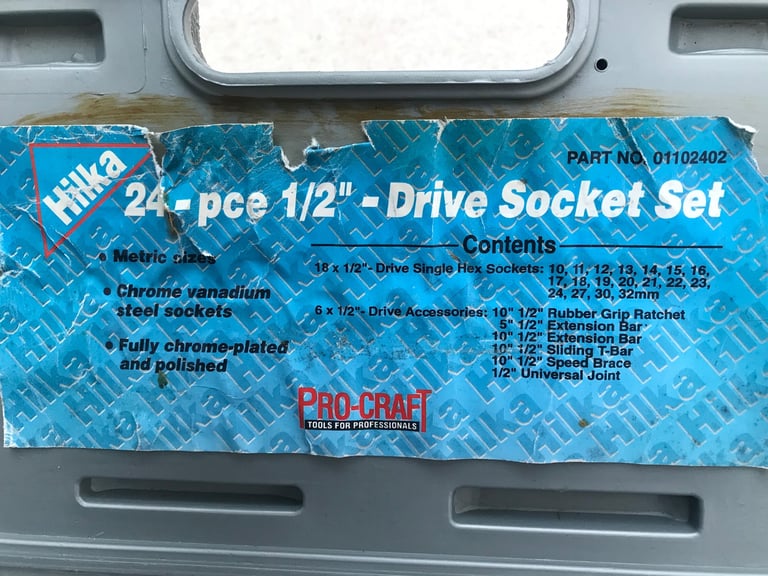 Hilka
PART NO. 01102402
24-pce 1/2" - Drive Socket Set
• Metric sizes
• Chrome vanadium
steel sockets
• Fully chrome-plated
and polished
Contents
18 x 1/2"- Drive Single Hex Sockets: 10, 11, 12, 13, 14, 15, 16,
17, 18, 19, 20, 21, 22, 23,
24, 27, 30, 32mm
6 x 1/2"- Drive Accessories: 10" 1/2" Rubber Grip Ratchet
5" 1/2" Extension Bar
10" 1/2" Extension Bar
10" 1/2" Sliding T-Bar
10" 1/2" Speed Brace
1/2" Universal Joint
PRO-CRAFT
TOOLS FOR PROFESSIONALS